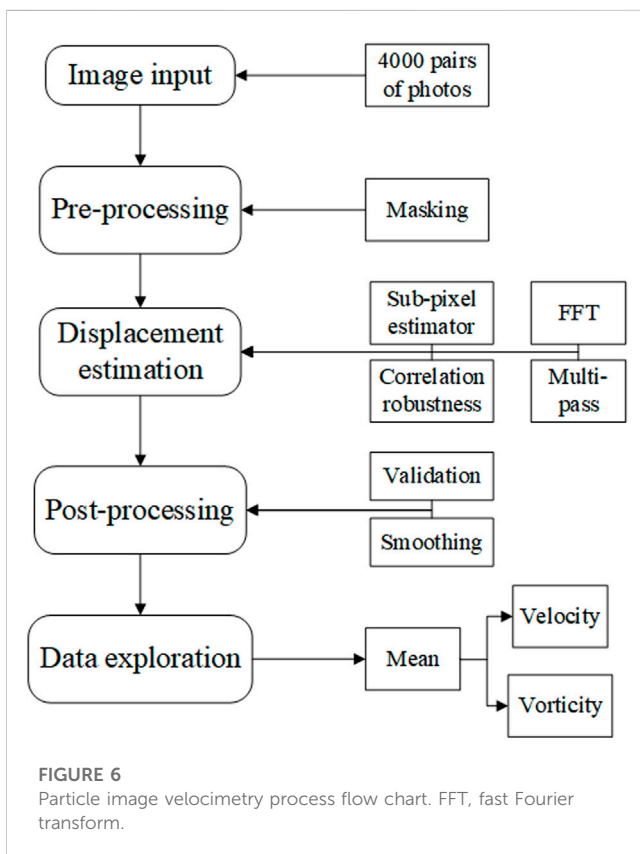 Image input
4000 pairs
of photos
Pre-processing
Masking
Displacement
estimation
Sub-pixel
estimator
FFT
Correlation
robustness
Multi-
pass
Post-processing
Validation
Smoothing
Data exploration
Mean
Velocity
Vorticity
FIGURE 6
Particle image velocimetry process flow chart. FFT, fast Fourier
transform.